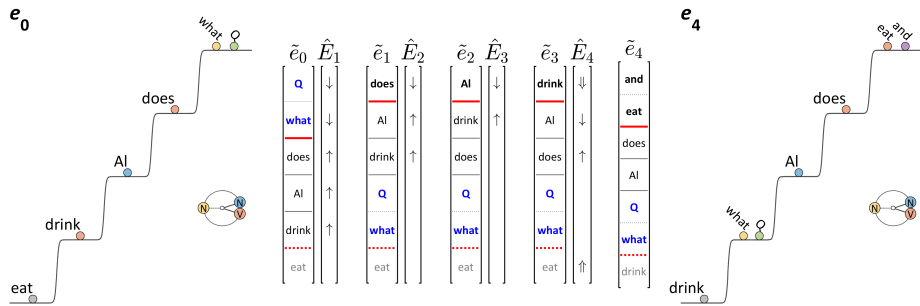 e0
what Q
does
Al
drink
eat
N
N
V
ẽ0 Ê1 ẽ1 Ê2 ẽ2 Ê3 ẽ3 Ê4 ẽ4
Q ↓
what ↓
does ↑
Al ↑
drink ↑
eat
does ↓
Al ↑
drink ↑
Q
what
eat
Al ↓
drink ↑
does
Q
what
eat
drink ⇓
Al ↓
does ↑
Q
what
eat ⇑
and
eat
does
Al
Q
what
drink
e4
eat and
does
Al
what Q
drink
N
N
V